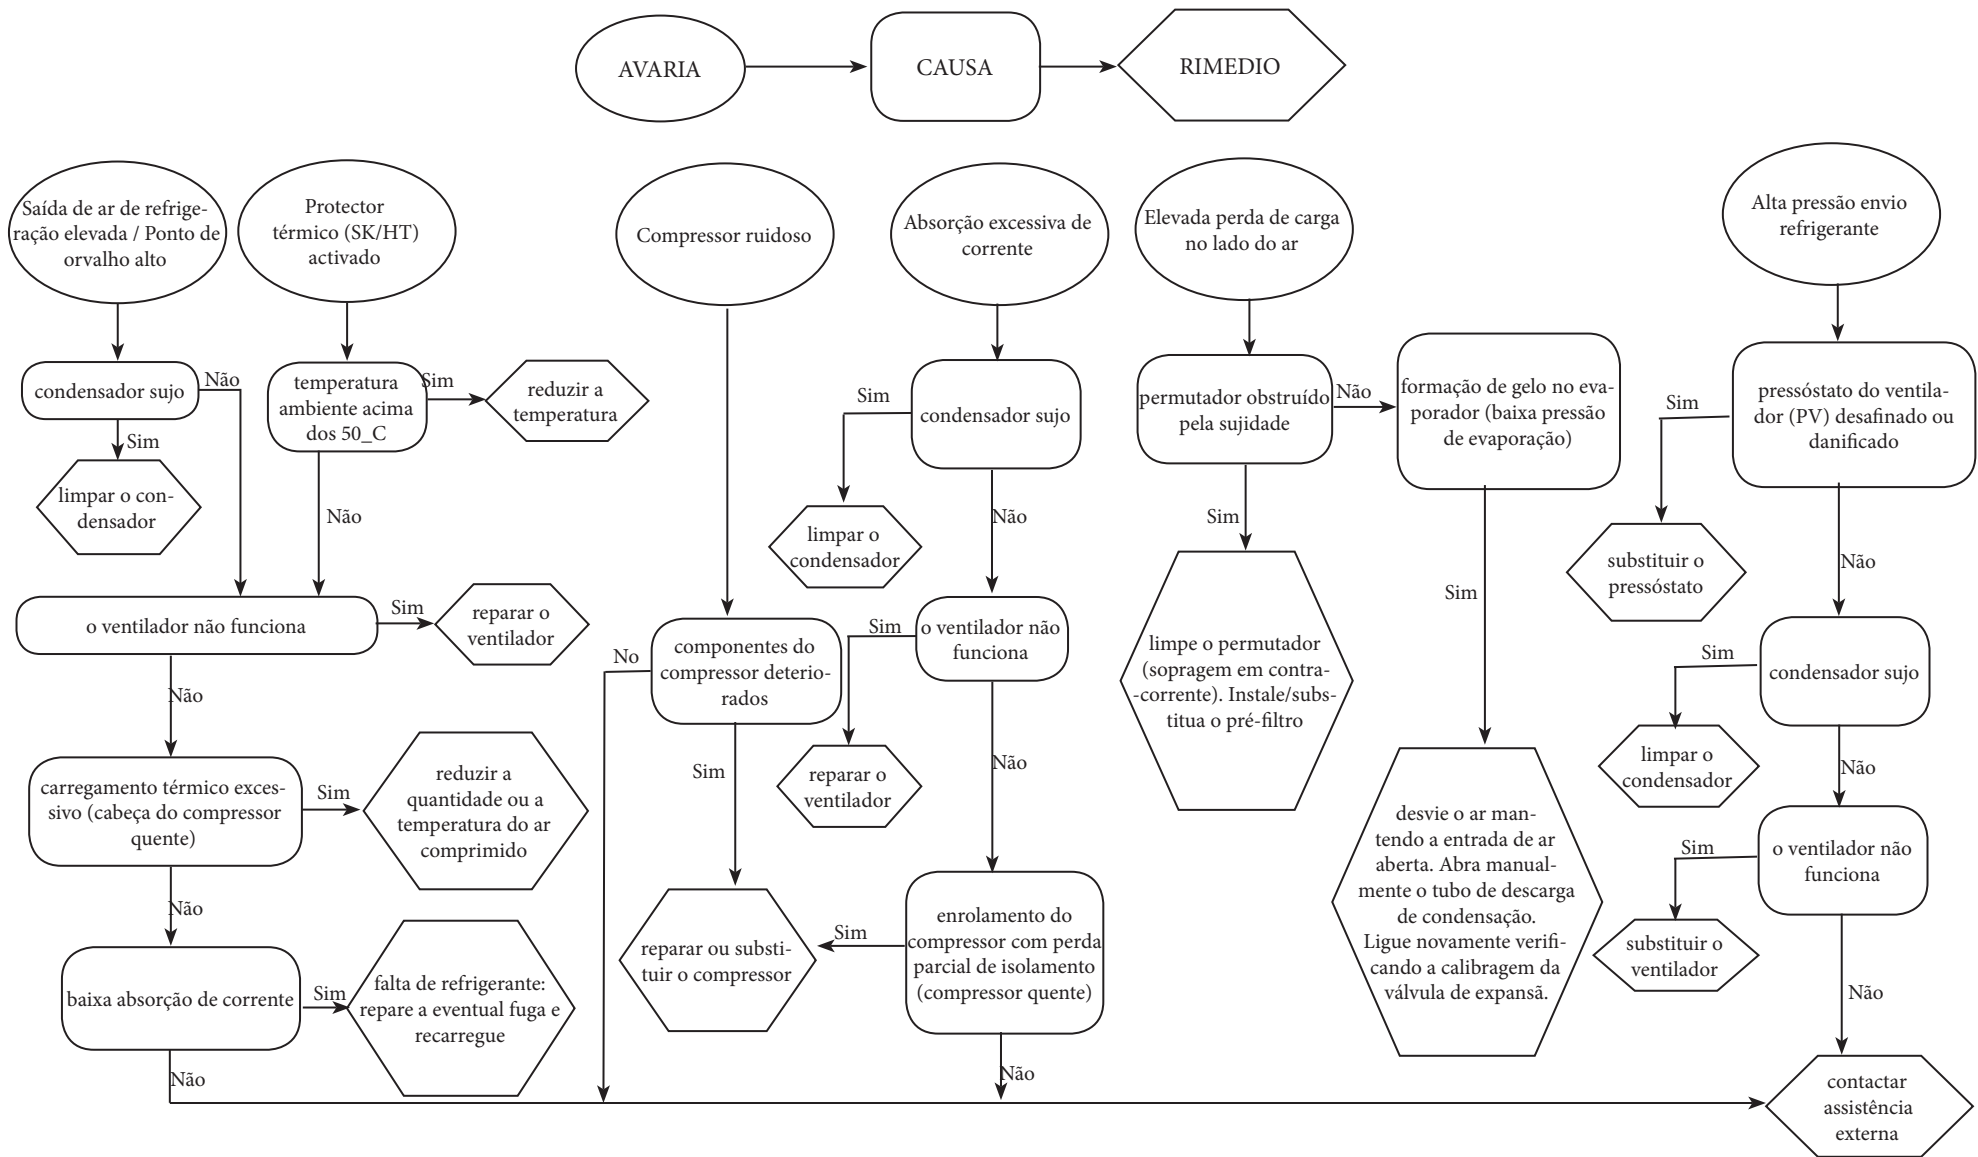 AVARIA
CAUSA
RIMEDIO
Saída de ar de refrige-
ração elevada / Ponto de
orvalho alto
Protector
térmico (SK/HT)
activado
Compressor ruidoso
Absorção excessiva de
corrente
Elevada perda de carga
no lado do ar
Alta pressão envio
refrigerante
condensador sujo
Não
Sim
limpar o con-
densador
temperatura
ambiente acima
dos 50_C
Sim
reduzir a
temperatura
Não
o ventilador não funciona
Sim
reparar o
ventilador
Não
carregamento térmico exces-
sivo (cabeça do compressor
quente)
Sim
reduzir a
quantidade ou a
temperatura do ar
comprimido
Não
baixa absorção de corrente
Sim
falta de refrigerante:
repare a eventual fuga e
recarregue
Não
componentes do
compressor deterio-
rados
No
Sim
reparar ou substi-
tuir o compressor
condensador sujo
Sim
limpar o
condensador
Não
o ventilador não
funciona
Sim
reparar o
ventilador
Não
enrolamento do
compressor com perda
parcial de isolamento
(compressor quente)
Sim
Não
permutador obstruído
pela sujidade
Não
Sim
limpe o permutador
(sopragem em contra-
-corrente). Instale/subs-
titua o pré-filtro
formação de gelo no eva-
porador (baixa pressão
de evaporação)
Sim
desvie o ar man-
tendo a entrada de ar
aberta. Abra manual-
mente o tubo de descarga
de condensação.
Ligue novamente verifi-
cando a calibragem da
válvula de expansã.
pressóstato do ventila-
dor (PV) desafinado ou
danificado
Sim
substituir o
pressóstato
Não
condensador sujo
Sim
limpar o
condensador
Não
o ventilador não
funciona
Sim
substituir o
ventilador
Não
contactar
assistência
externa